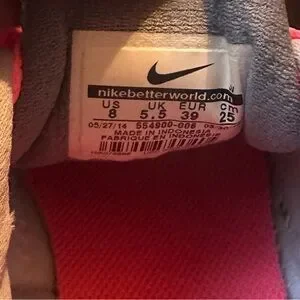 nikebetterworld.com
US UK EUR cm
8 5.5 39 25
05/27/14 554900-006
MADE IN INDONESIA
FABRIQUE EN INDONESIE